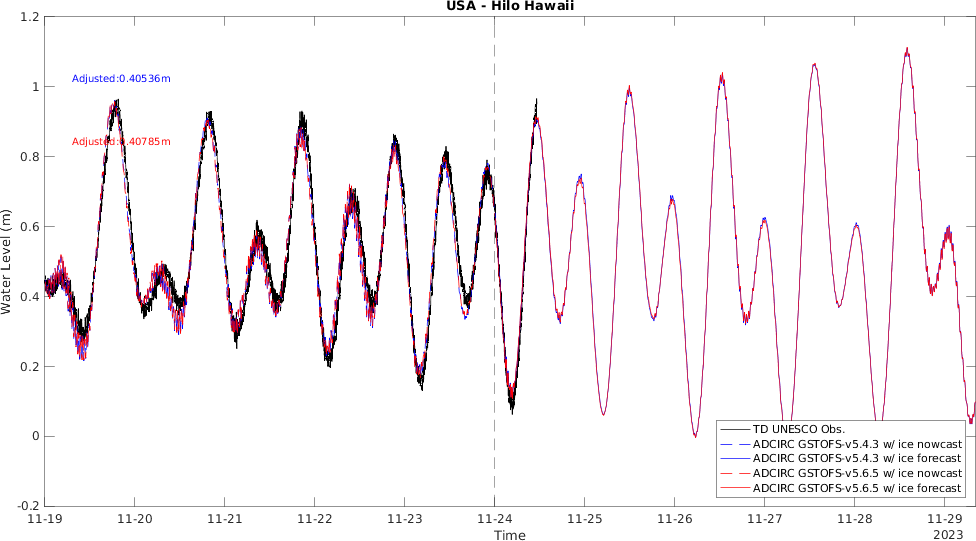 USA - Hilo Hawaii
1.2
1
0.8
0.6
0.4
0.2
0
-0.2
Water Level (m)
Adjusted:0.40536m
Adjusted:0.40785m
TD UNESCO Obs.
ADCIRC GSTOFS-v5.4.3 w/ ice nowcast
ADCIRC GSTOFS-v5.4.3 w/ ice forecast
ADCIRC GSTOFS-v5.6.5 w/ ice nowcast
ADCIRC GSTOFS-v5.6.5 w/ ice forecast
11-19 11-20 11-21 11-22 11-23 11-24 11-25 11-26 11-27 11-28 11-29
Time
2023